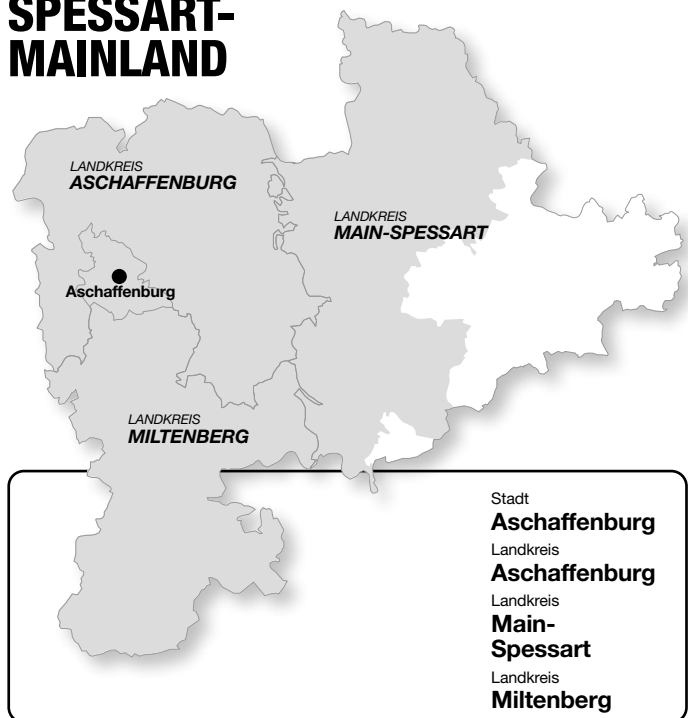 SPESSART-
MAINLAND
LANDKREIS
ASCHAFFENBURG
LANDKREIS
MAIN-SPESSART
Aschaffenburg
LANDKREIS
MILTENBERG
Stadt
Aschaffenburg
Landkreis
Aschaffenburg
Landkreis
Main-
Spessart
Landkreis
Miltenberg